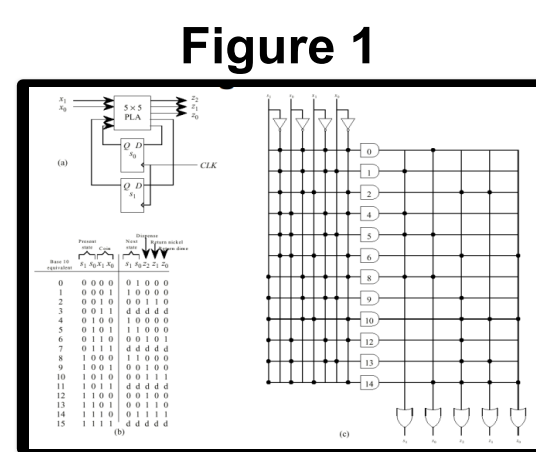 Figure 1
x1
x0
5 × 5
PLA
z2
z1
z0
Q D
s0
(a)
CLK
Q D
s1
Dispense
Present state
Coin
Next state
Return nickel
Return dime
Base 10 equivalent
s1 s0 x1 x0 s1 s0 z2 z1 z0
0 0 0 0 0 0 1 0 0 0
1 0 0 0 1 1 0 0 0 0
2 0 0 1 0 0 0 1 1 0
3 0 0 1 1 d d d d d
4 0 1 0 0 1 0 0 0 0
5 0 1 0 1 1 1 0 0 0
6 0 1 1 0 0 0 1 0 1
7 0 1 1 1 d d d d d
8 1 0 0 0 1 1 0 0 0
9 1 0 0 1 0 0 1 0 0
10 1 0 1 0 0 0 1 1 1
11 1 0 1 1 d d d d d
12 1 1 0 0 0 0 1 0 0
13 1 1 0 1 0 0 1 1 0
14 1 1 1 0 0 1 1 1 1
15 1 1 1 1 d d d d d
(b)
0
1
2
4
5
6
8
9
10
12
13
14
(c)